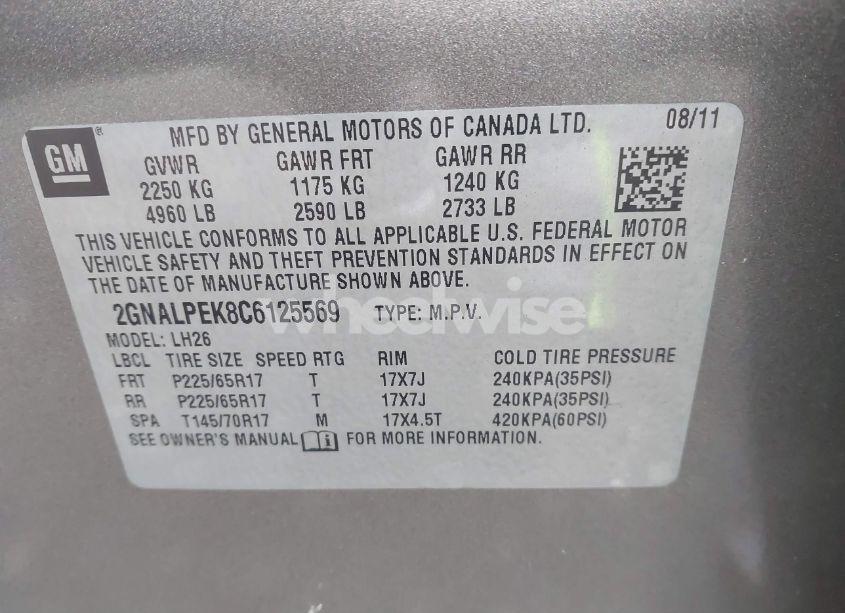 GM®
MFD BY GENERAL MOTORS OF CANADA LTD. 08/11
GVWR GAWR FRT GAWR RR
2250 KG 1175 KG 1240 KG
4960 LB 2590 LB 2733 LB
THIS VEHICLE CONFORMS TO ALL APPLICABLE U.S. FEDERAL MOTOR
VEHICLE SAFETY AND THEFT PREVENTION STANDARDS IN EFFECT ON
THE DATE OF MANUFACTURE SHOWN ABOVE.
2GNALPEK8C6125569 TYPE: M.P.V.
wheelwise
MODEL: LH26
LBCL TIRE SIZE SPEED RTG RIM COLD TIRE PRESSURE
FRT P225/65R17 T 17X7J 240KPA(35PSI)
RR P225/65R17 T 17X7J 240KPA(35PSI)
SPA T145/70R17 M 17X4.5T 420KPA(60PSI)
SEE OWNER'S MANUAL i FOR MORE INFORMATION.